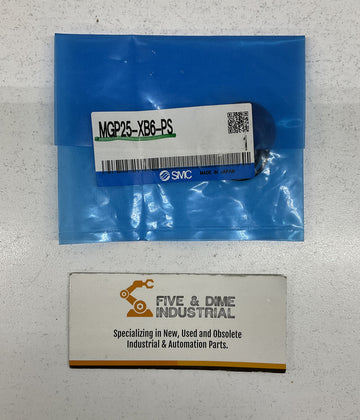 MGP25-XB6-PS
1
SMC MADE IN JAPAN
FIVE & DIME
INDUSTRIAL
Specializing in New, Used and Obsolete
Industrial & Automation Parts.